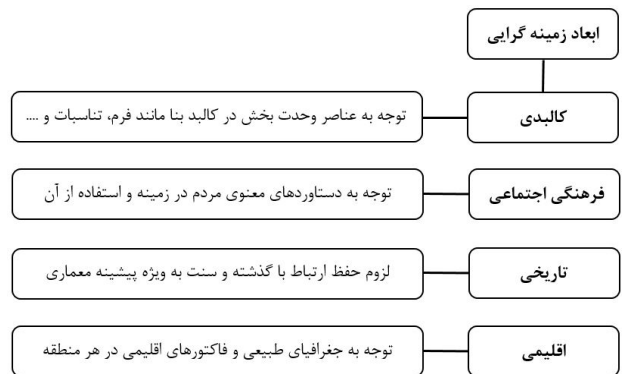 ابعاد زمینه گرایی
کالبدی
توجه به عناصر وحدت بخش در کالبد بنا مانند فرم، تناسبات و ....
فرهنگی اجتماعی
توجه به دستاوردهای معنوی مردم در زمینه و استفاده از آن
تاریخی
لزوم حفظ ارتباط با گذشته و سنت به ویژه پیشینه معماری
اقلیمی
توجه به جغرافیای طبیعی و فاکتورهای اقلیمی در هر منطقه